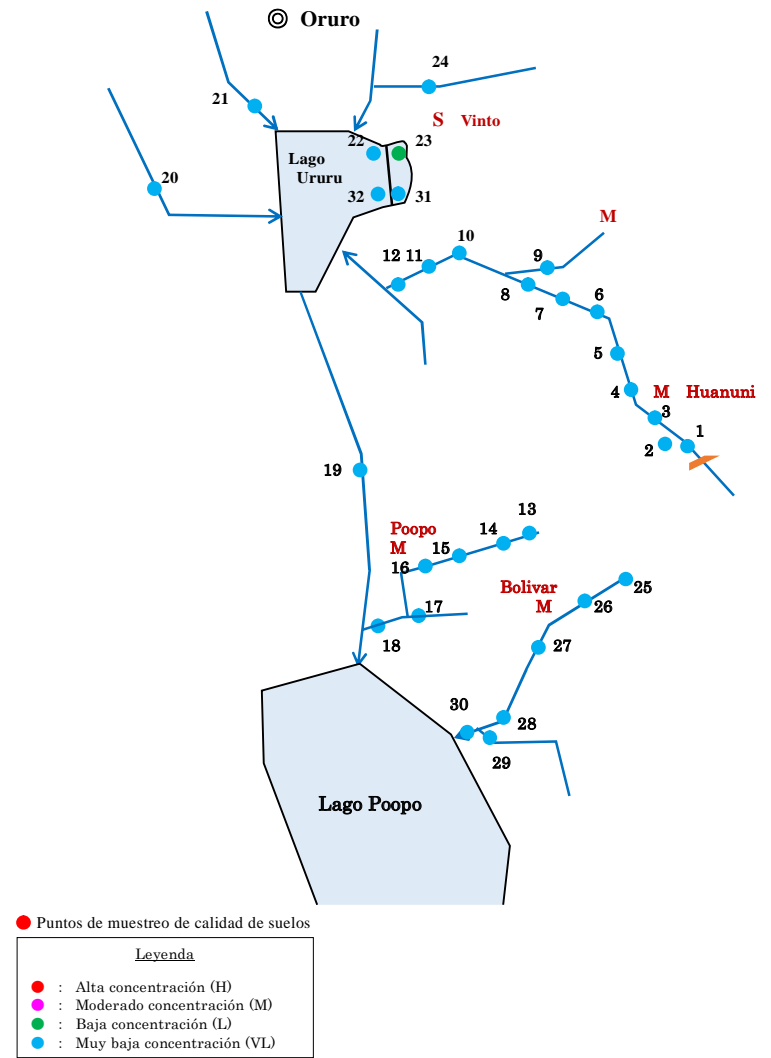 Oruro
24
21
S Vinto
22
23
Lago
Ururu
20
32
31
M
10
12 11
9
8
7
6
5
4
M Huanuni
3
1
2
19
13
Poopo
M
14
15
16
Bolivar
M
25
26
17
18
27
30
28
29
Lago Poopo
Puntos de muestreo de calidad de suelos
Leyenda
: Alta concentración (H)
: Moderado concentración (M)
: Baja concentración (L)
: Muy baja concentración (VL)